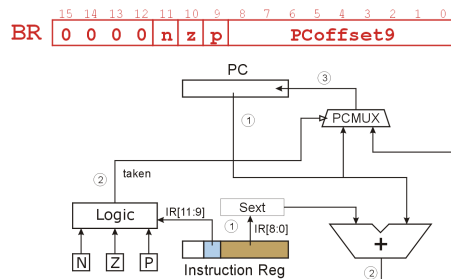 15 14 13 12 11 10 9 8 7 6 5 4 3 2 1 0
BR 0 0 0 0 n z p PCoffset9
PC
3
1
PCMUX
2 taken
Logic
IR[11:9]
1
Sext
IR[8:0]
+
N Z P
Instruction Reg
2